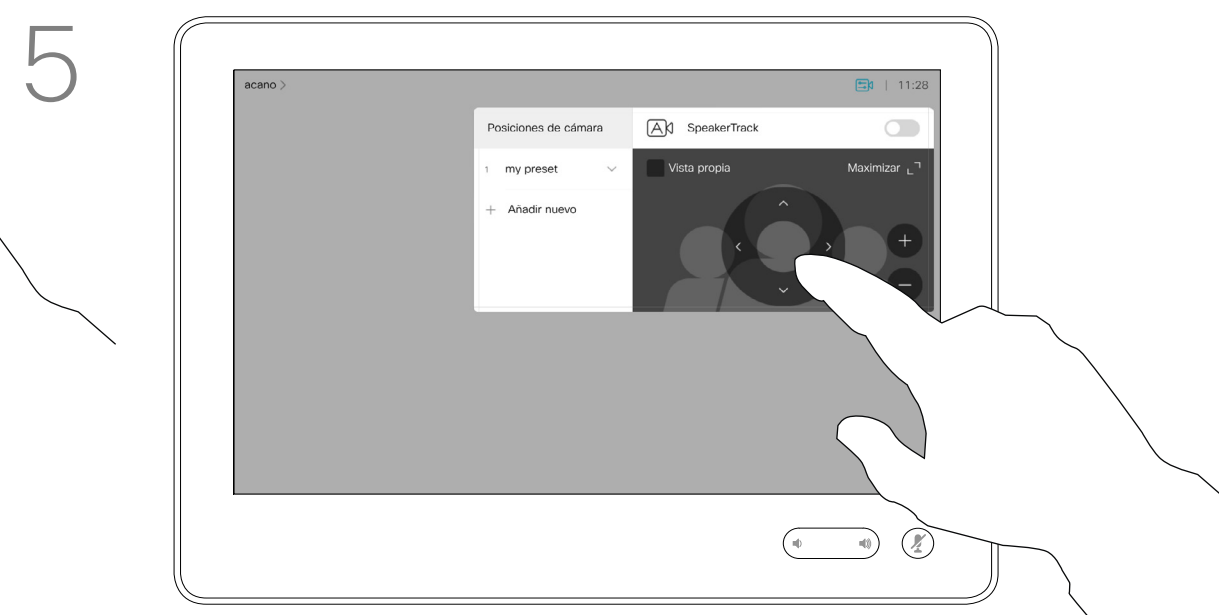 5
acano >
11:28
Posiciones de cámara
SpeakerTrack
1 my preset
Vista propia
Maximizar
+ Añadir nuevo